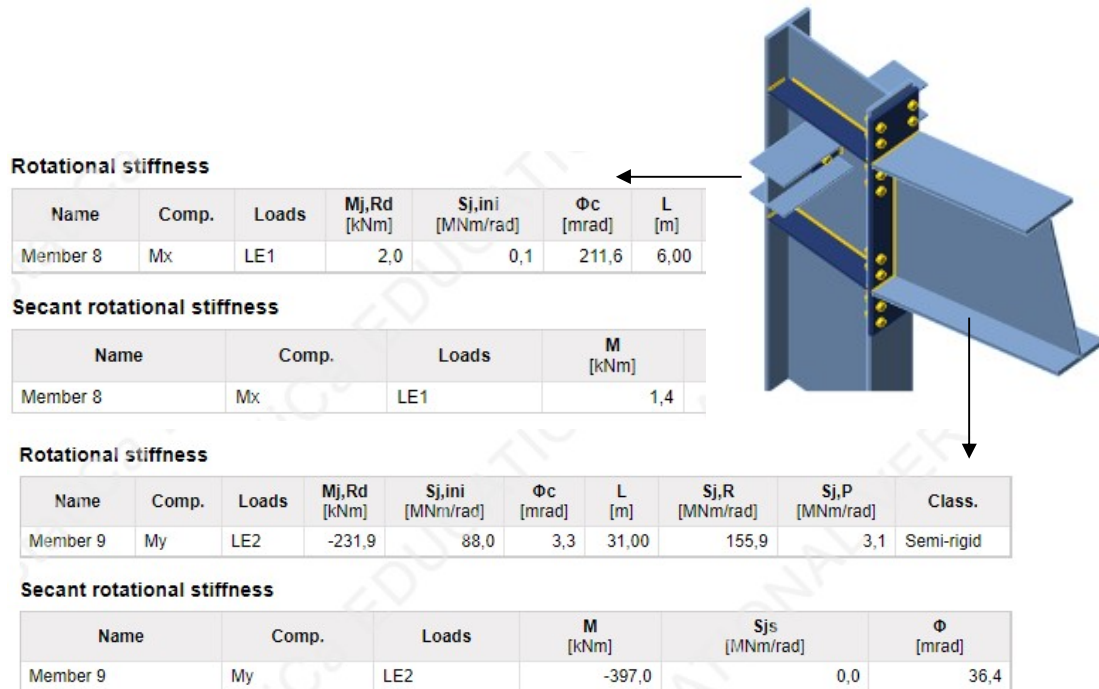 Rotational stiffness
Name Comp. Loads Mj,Rd [kNm] Sj,ini [MNm/rad] Φc [mrad] L [m]
Member 8 Mx LE1 2,0 0,1 211,6 6,00
Secant rotational stiffness
Name Comp. Loads M [kNm]
Member 8 Mx LE1 1,4
Rotational stiffness
Name Comp. Loads Mj,Rd [kNm] Sj,ini [MNm/rad] Φc [mrad] L [m] Sj,R [MNm/rad] Sj,P [MNm/rad] Class.
Member 9 My LE2 -231,9 88,0 3,3 31,00 155,9 3,1 Semi-rigid
Secant rotational stiffness
Name Comp. Loads M [kNm] Sjs [MNm/rad] Φ [mrad]
Member 9 My LE2 -397,0 0,0 36,4